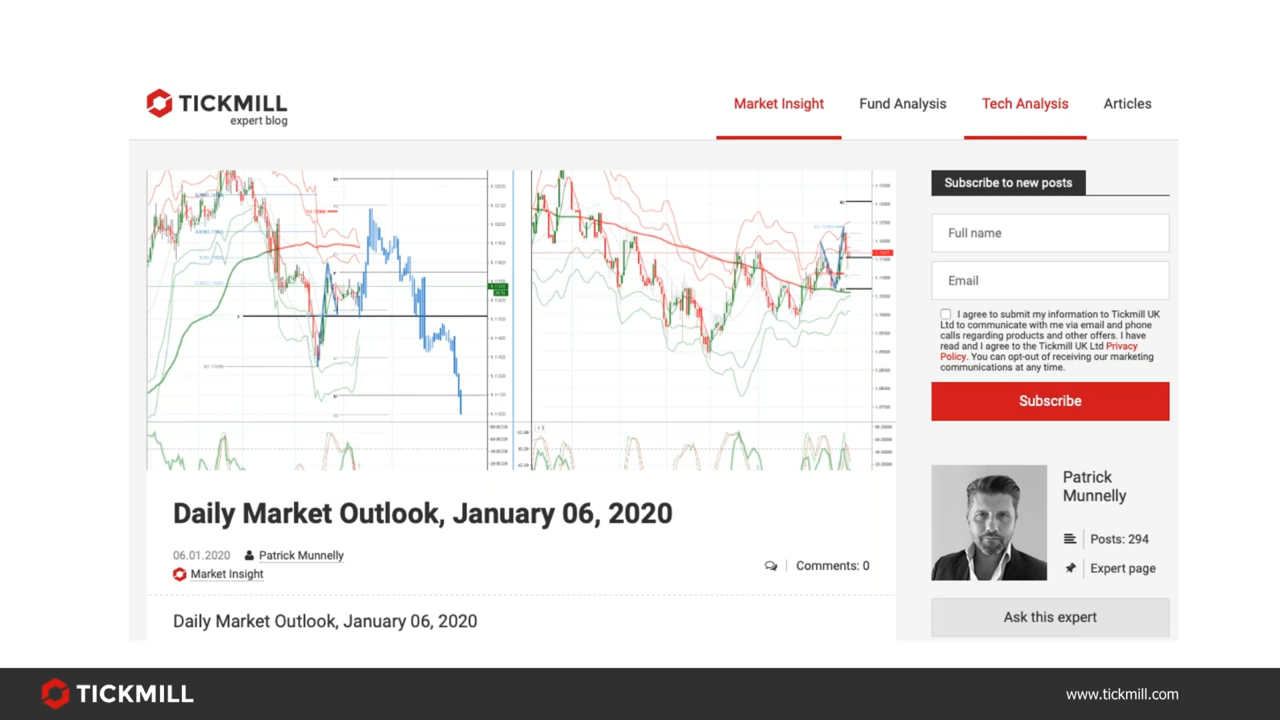 TICKMILL
expert blog
Market Insight
Fund Analysis
Tech Analysis
Articles
Subscribe to new posts
Full name
Email
I agree to submit my information to Tickmill UK
Ltd to communicate with me via email and phone
calls regarding products and other offers. I have
read and I agree to the Tickmill UK Ltd Privacy
Policy. You can opt-out of receiving our marketing
communications at any time.
Subscribe
Daily Market Outlook, January 06, 2020
06.01.2020 Patrick Munnelly
Market Insight
Comments: 0
Daily Market Outlook, January 06, 2020
Patrick
Munnelly
Posts: 294
Expert page
Ask this expert
TICKMILL
www.tickmill.com